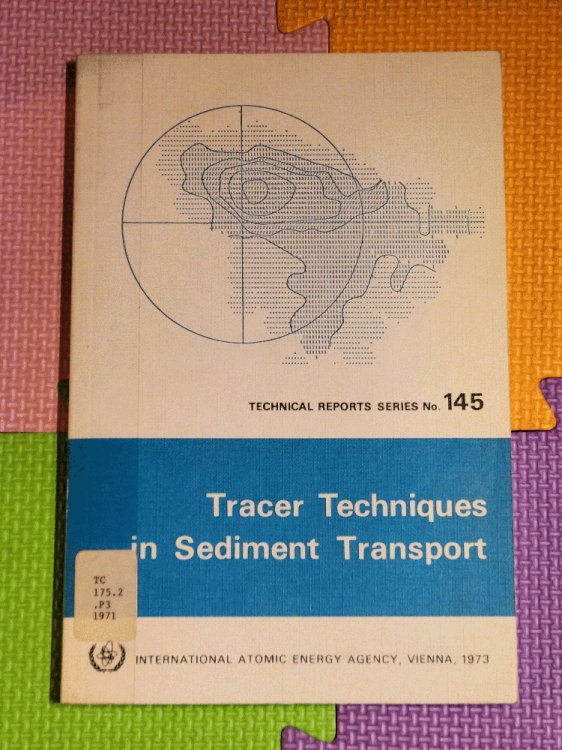 TECHNICAL REPORTS SERIES No. 145
Tracer Techniques
in Sediment Transport
TC
175.2
.P3
1971
INTERNATIONAL ATOMIC ENERGY AGENCY, VIENNA, 1973